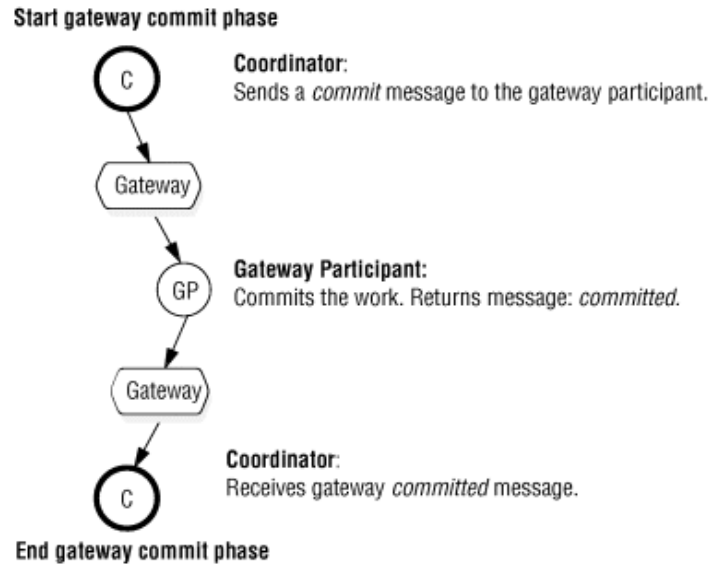 Start gateway commit phase
C
Coordinator:
Sends a commit message to the gateway participant.
Gateway
GP
Gateway Participant:
Commits the work. Returns message: committed.
Gateway
C
Coordinator:
Receives gateway committed message.
End gateway commit phase